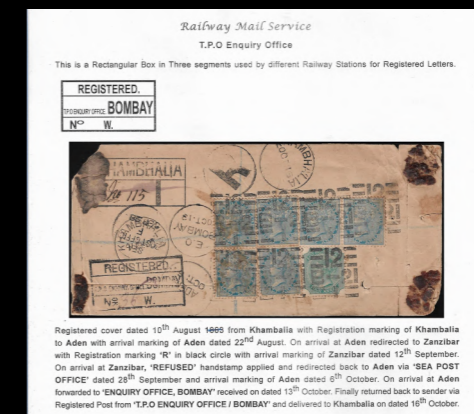 Railway Mail Service
T.P.O Enquiry Office
This is a Rectangular Box in Three segments used by different Railway Stations for Registered Letters.
REGISTERED.
T.P.O ENQUIRY OFFICE. BOMBAY
Nº W.
KHAMBHALIA
115
REGISTERED.
W.
BOMBAY
Registered cover dated 10th August 1885 from Khambalia with Registration marking of Khambalia
to Aden with arrival marking of Aden dated 22nd August. On arrival at Aden redirected to Zanzibar
with Registration marking 'R' in black circle with arrival marking of Zanzibar dated 12th September.
On arrival at Zanzibar, 'REFUSED' handstamp applied and redirected back to Aden via 'SEA POST
OFFICE' dated 28th September and arrival marking of Aden dated 6th October. On arrival at Aden
forwarded to 'ENQUIRY OFFICE, BOMBAY' received on dated 13th October. Finally returned back to sender via
Registered Post from 'T.P.O ENQUIRY OFFICE / BOMBAY' and delivered to Khambalia on dated 16th October.